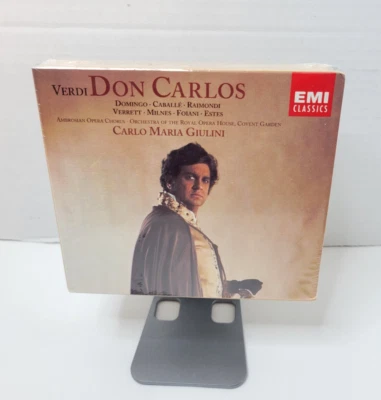 VERDI DON CARLOS
DOMINGO · CABALLÉ · RAIMONDI
VERRETT · MILNES · FOIANI · ESTES
AMBROSIAN OPERA CHORUS · ORCHESTRA OF THE ROYAL OPERA HOUSE, COVENT GARDEN
CARLO MARIA GIULINI
EMI
CLASSICS